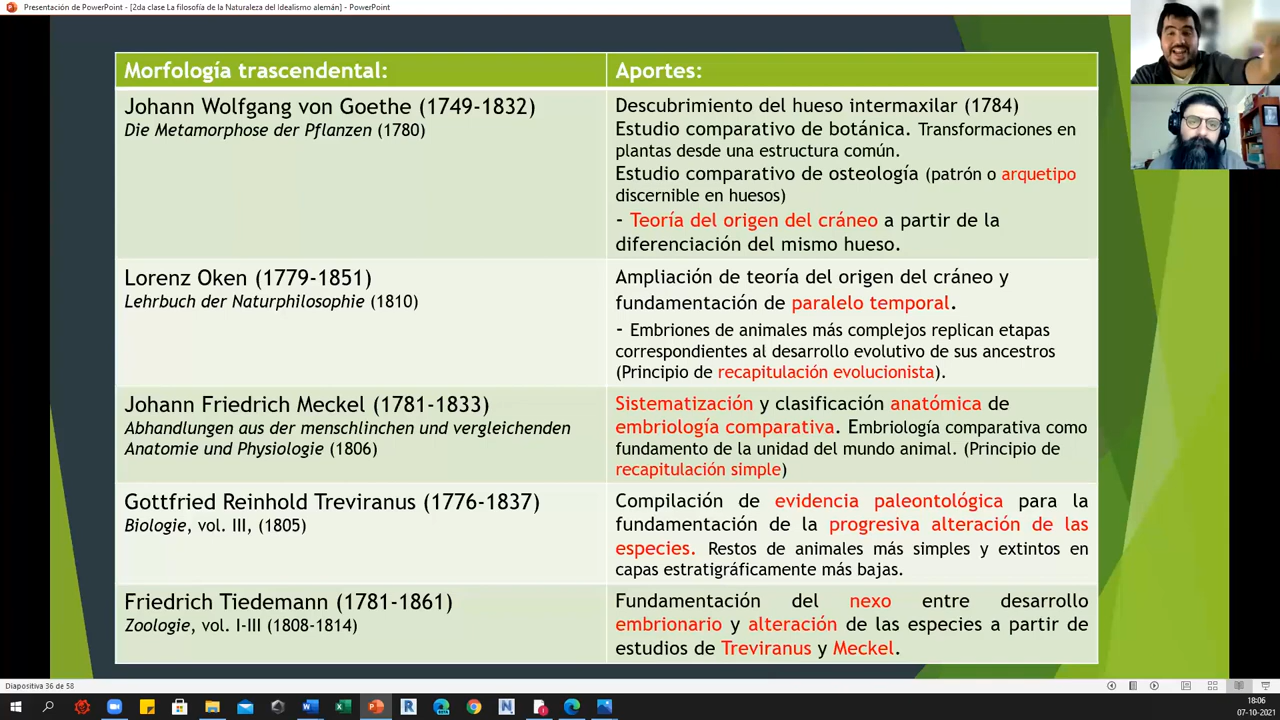 Presentación de PowerPoint - [2da clase La filosofía de la Naturaleza del Idealismo alemán] - PowerPoint
Morfología trascendental:
Aportes:
Johann Wolfgang von Goethe (1749-1832)
Die Metamorphose der Pflanzen (1780)
Descubrimiento del hueso intermaxilar (1784)
Estudio comparativo de botánica. Transformaciones en
plantas desde una estructura común.
Estudio comparativo de osteología (patrón o arquetipo
discernible en huesos)
- Teoría del origen del cráneo a partir de la
diferenciación del mismo hueso.
Lorenz Oken (1779-1851)
Lehrbuch der Naturphilosophie (1810)
Ampliación de teoría del origen del cráneo y
fundamentación de paralelo temporal.
- Embriones de animales más complejos replican etapas
correspondientes al desarrollo evolutivo de sus ancestros
(Principio de recapitulación evolucionista).
Johann Friedrich Meckel (1781-1833)
Abhandlungen aus der menschlinchen und vergleichenden
Anatomie und Physiologie (1806)
Sistematización y clasificación anatómica de
embriología comparativa. Embriología comparativa como
fundamento de la unidad del mundo animal. (Principio de
recapitulación simple)
Gottfried Reinhold Treviranus (1776-1837)
Biologie, vol. III, (1805)
Compilación de evidencia paleontológica para la
fundamentación de la progresiva alteración de las
especies. Restos de animales más simples y extintos en
capas estratigráficamente más bajas.
Friedrich Tiedemann (1781-1861)
Zoologie, vol. I-III (1808-1814)
Fundamentación del nexo entre desarrollo
embrionario y alteración de las especies a partir de
estudios de Treviranus y Meckel.
Diapositiva 36 de 58
18:06
07-10-2021